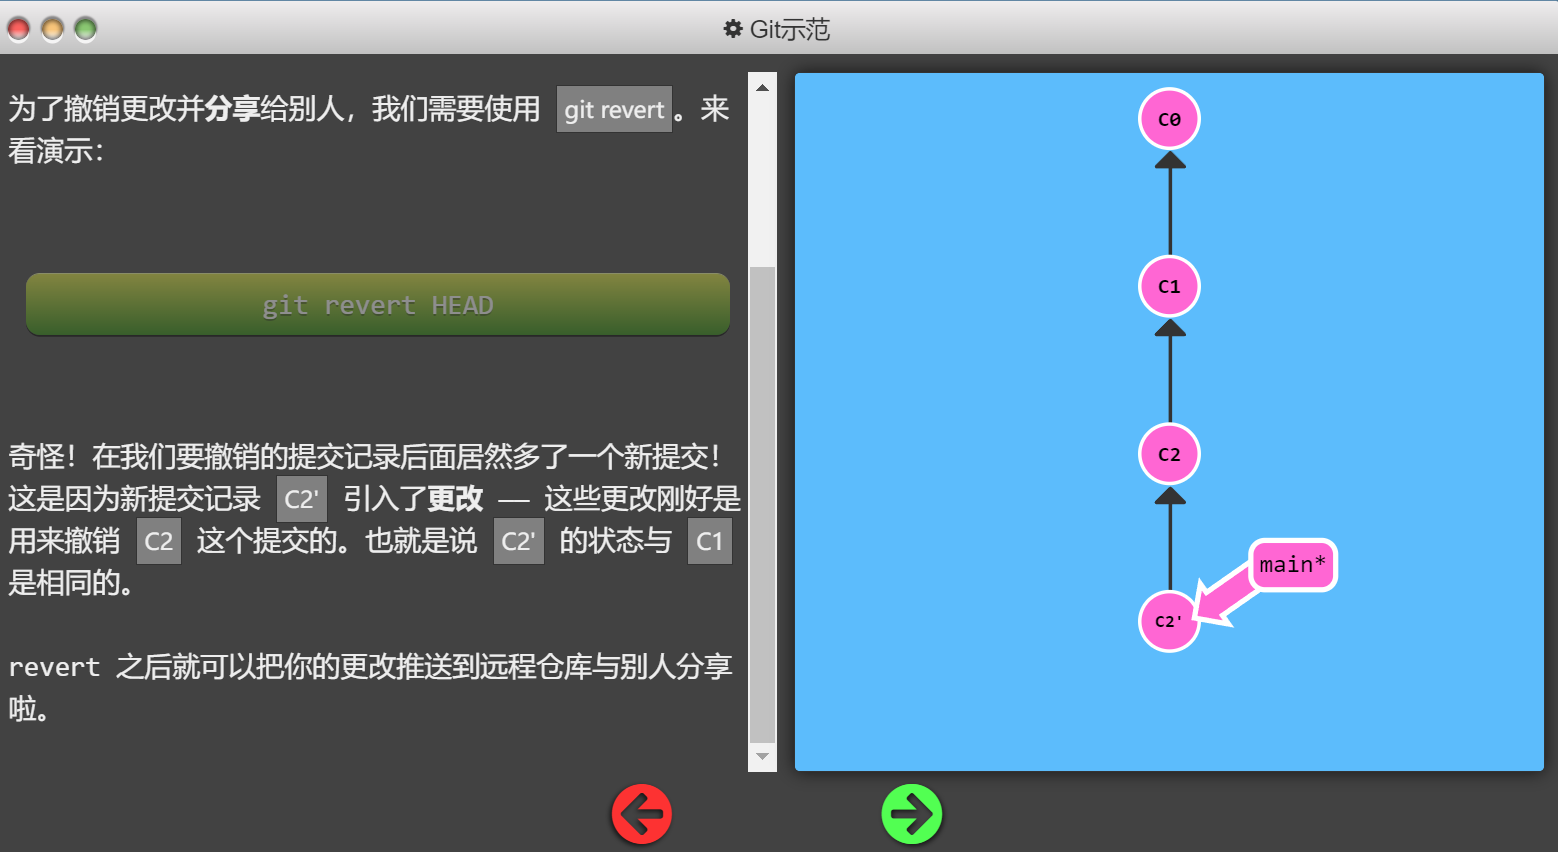 Git示范
为了撤销更改并分享给别人，我们需要使用 git revert。来
看演示：
git revert HEAD
奇怪！在我们要撤销的提交记录后面居然多了一个新提交！
这是因为新提交记录 C2' 引入了更改 —— 这些更改刚好是
用来撤销 C2 这个提交的。也就是说 C2' 的状态与 C1
是相同的。
revert 之后就可以把你的更改推送到远程仓库与别人分享
啦。
C0
C1
C2
main*
C2'